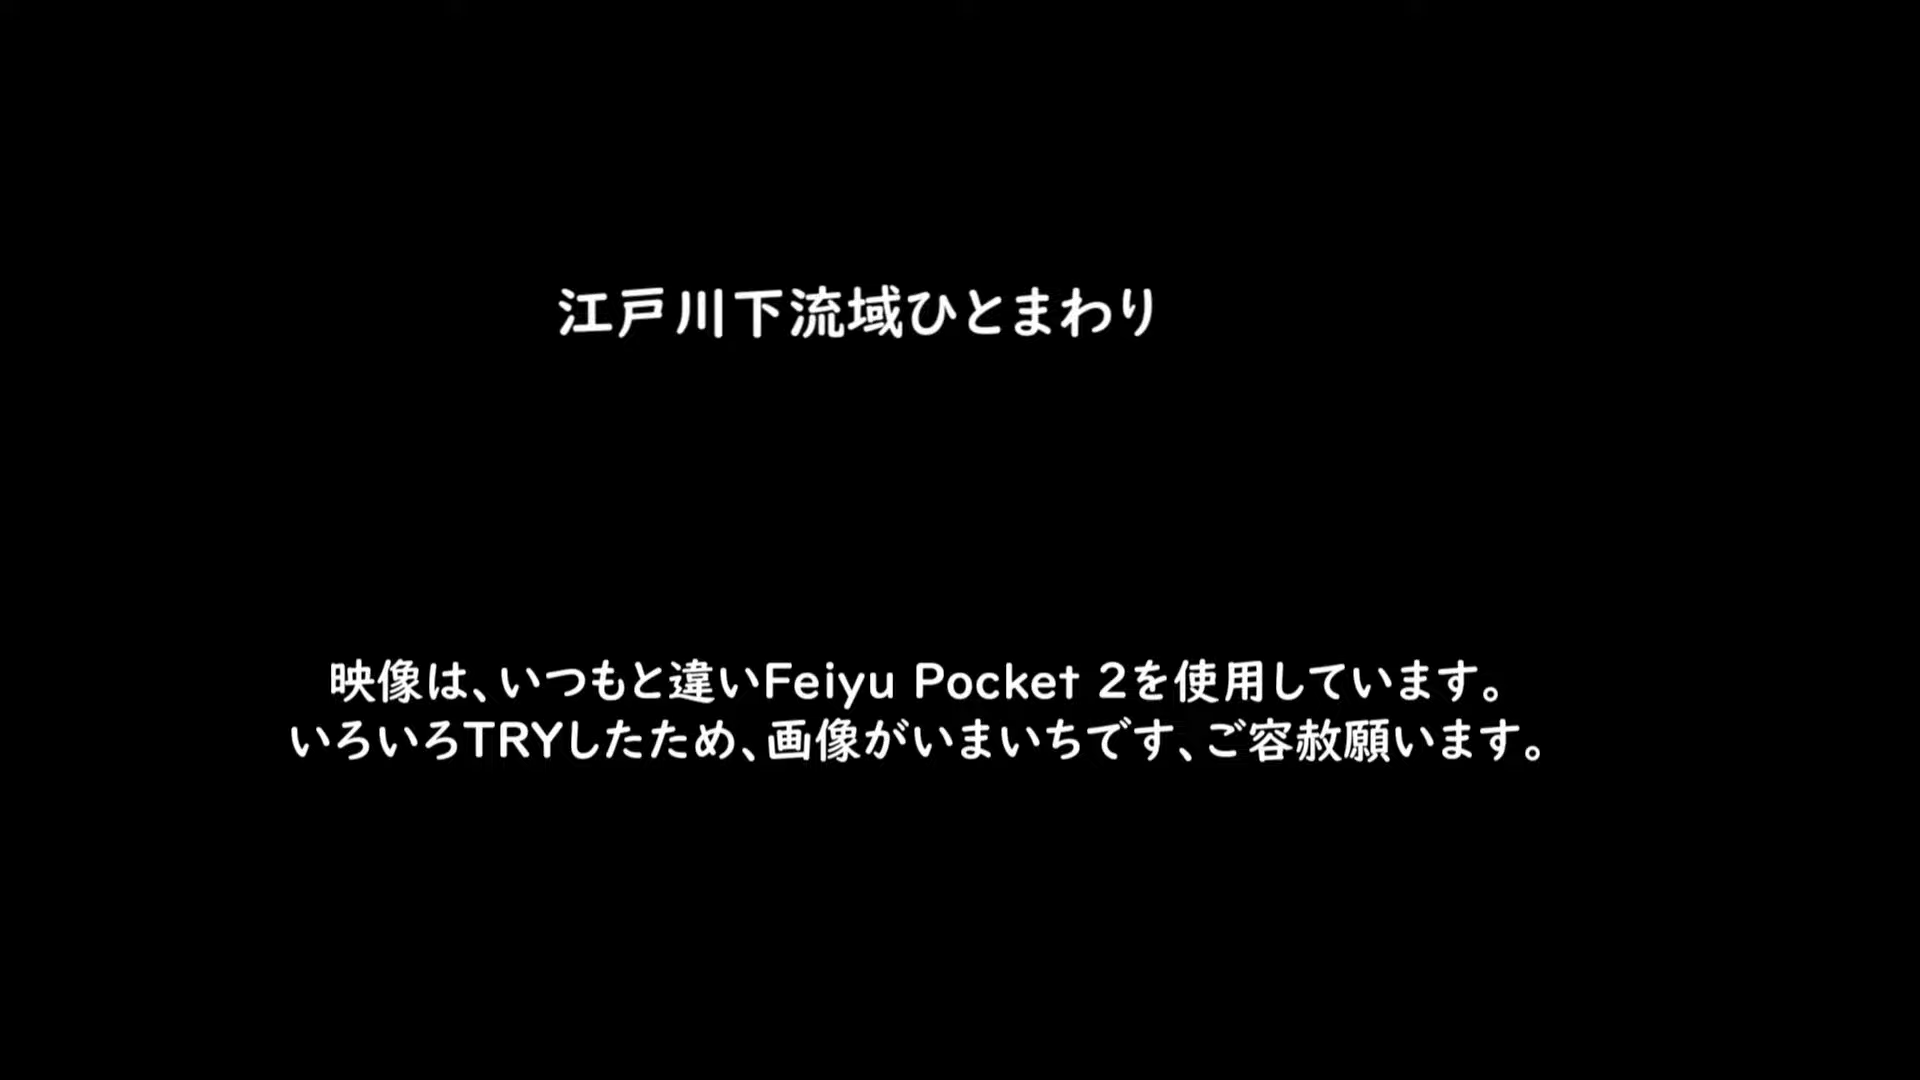 江戸川下流域ひとまわり
映像は、いつもと違いFeiyu Pocket 2を使用しています。
いろいろTRYしたため、画像がいまいちです、ご容赦願います。